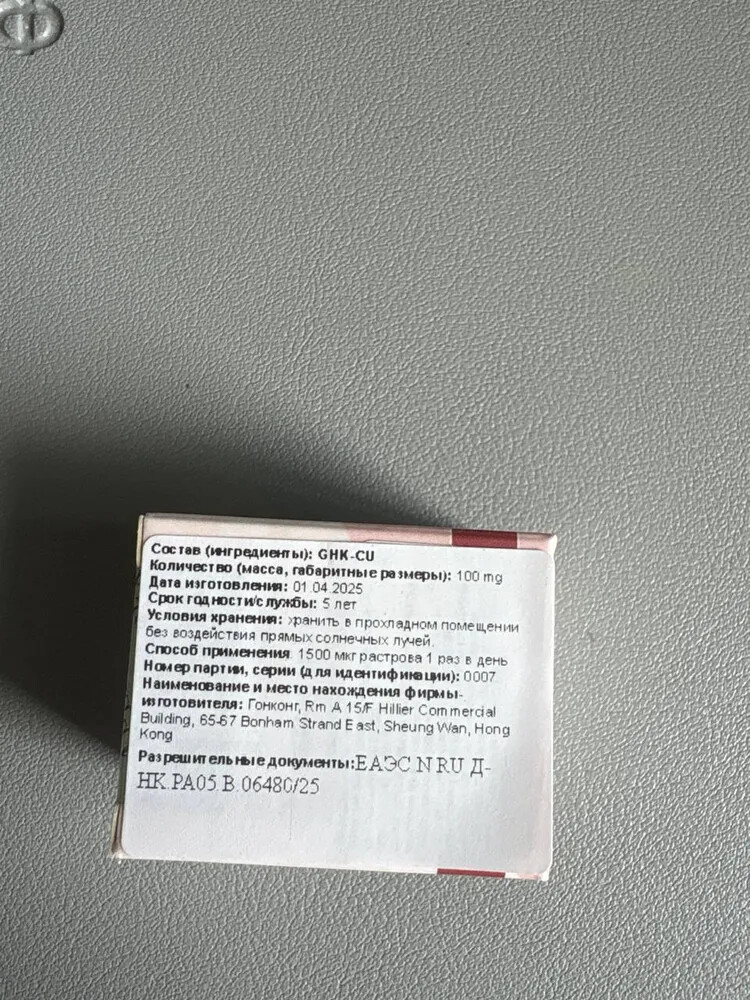 Состав (ингредиенты): GHK-CU
Количество (масса, габаритные размеры): 100 mg
Дата изготовления: 01.04.2025
Срок годности/службы: 5 лет
Условия хранения: хранить в прохладном помещении
без воздействия прямых солнечных лучей.
Способ применения: 1500 мкг растрова 1 раз в день
Номер партии, серии (для идентификации): 0007
Наименование и место нахождения фирмы-
изготовителя: Гонконг, Rm A 15/F Hillier Commercial
Building, 65-67 Bonham Strand East, Sheung Wan, Hong
Kong
Разрешительные документы:ЕАЭС N RU Д-
HK.РА05.В.06480/25